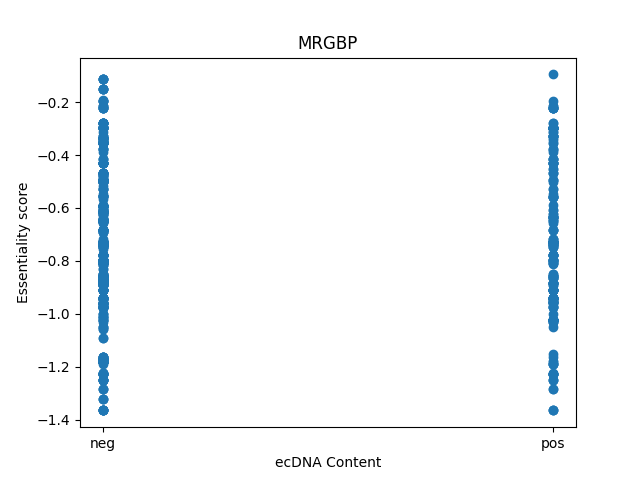 MRGBP
Essentiality score
−0.2
−0.4
−0.6
−0.8
−1.0
−1.2
−1.4
neg
pos
ecDNA Content